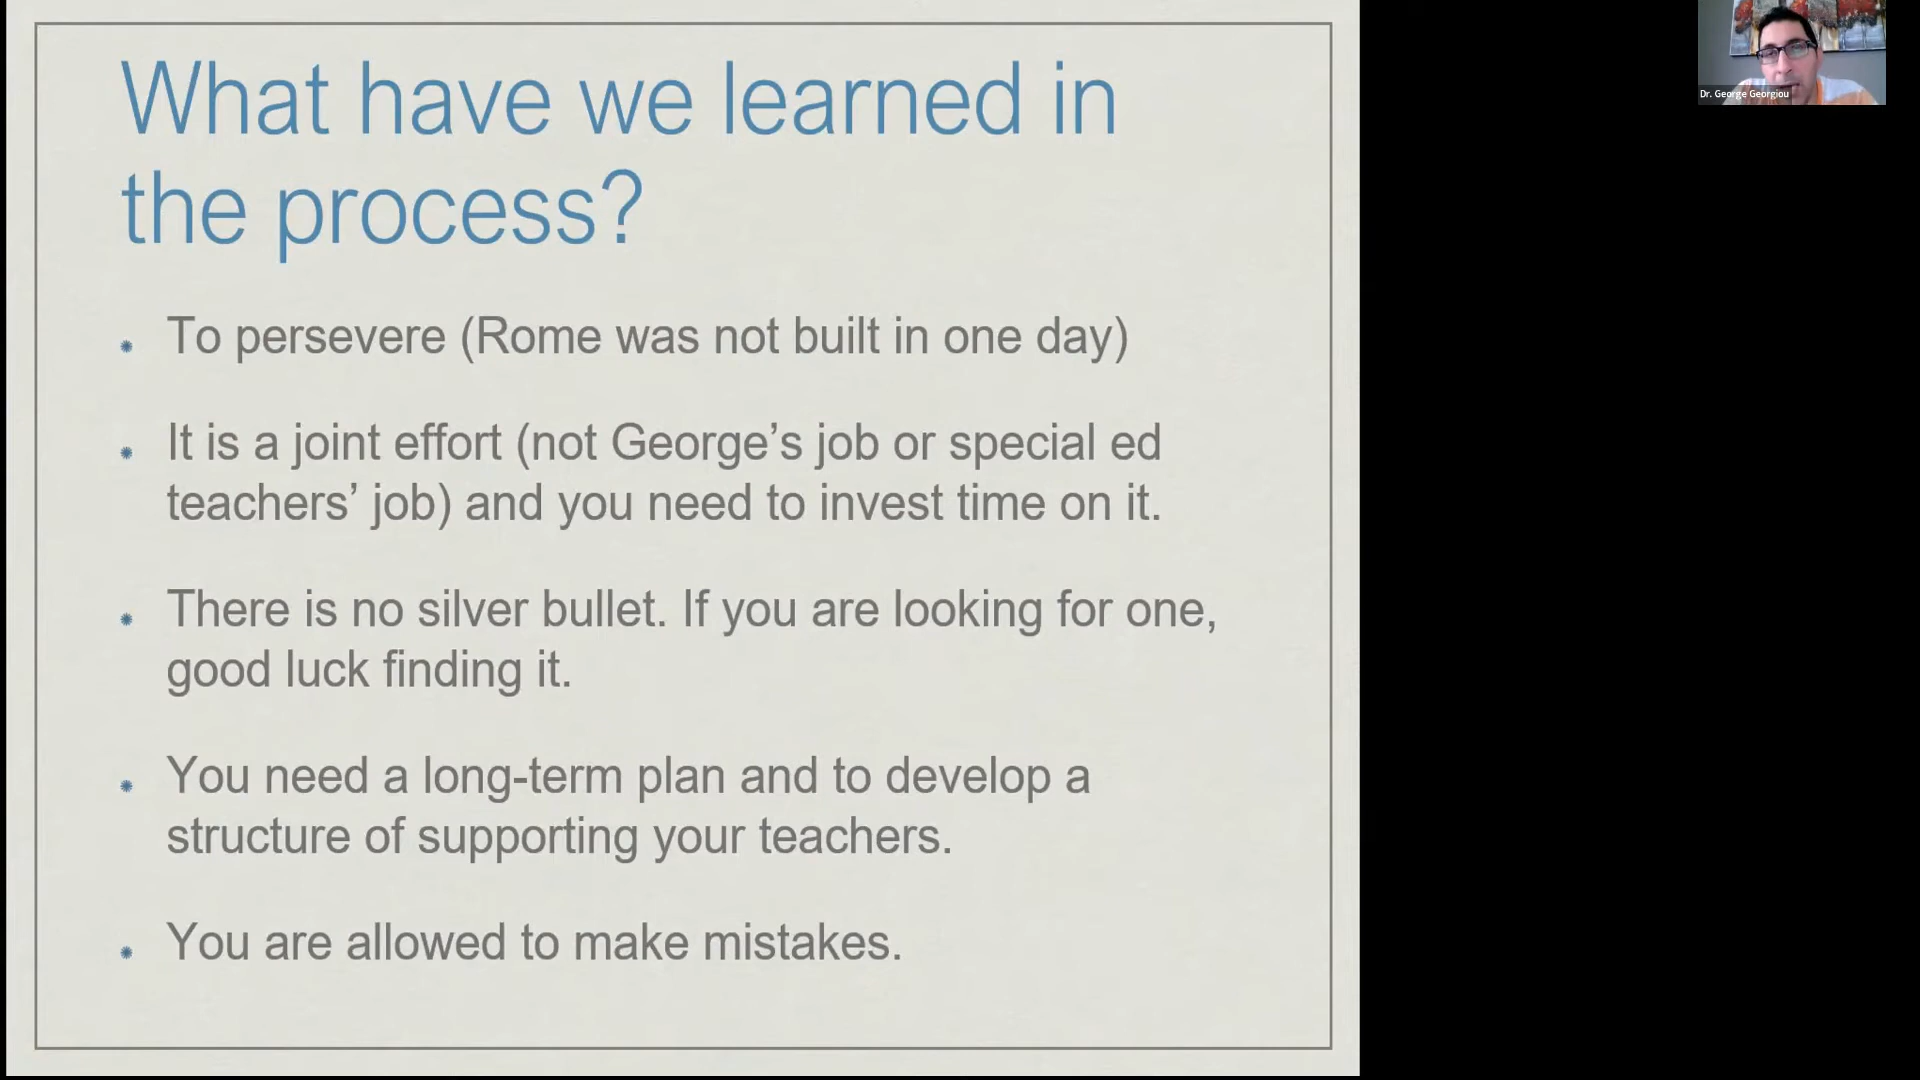 What have we learned in
the process?
To persevere (Rome was not built in one day)
It is a joint effort (not George’s job or special ed
teachers’ job) and you need to invest time on it.
There is no silver bullet. If you are looking for one,
good luck finding it.
You need a long-term plan and to develop a
structure of supporting your teachers.
You are allowed to make mistakes.
Dr. George Georgiou